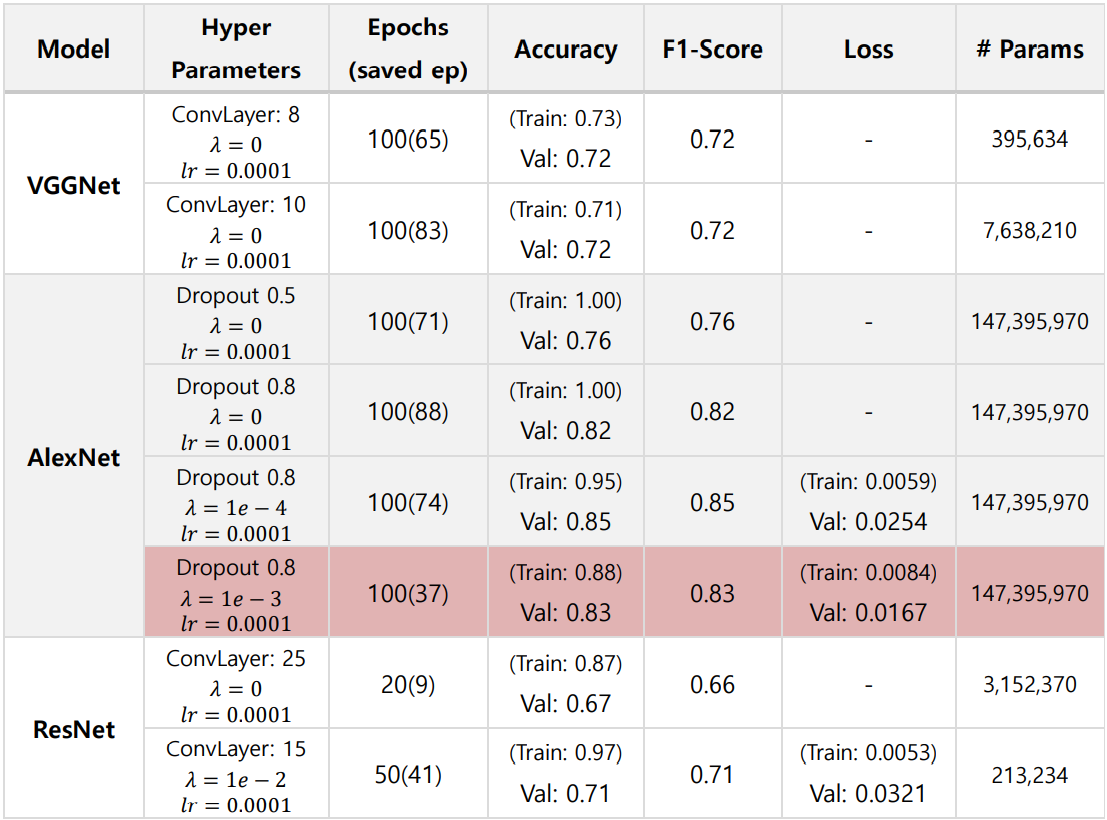 Model
Hyper
Parameters
Epochs
(saved ep)
Accuracy
F1-Score
Loss
# Params
VGGNet
ConvLayer: 8
λ = 0
lr = 0.0001
100(65)
(Train: 0.73)
Val: 0.72
0.72
-
395,634
ConvLayer: 10
λ = 0
lr = 0.0001
100(83)
(Train: 0.71)
Val: 0.72
0.72
-
7,638,210
AlexNet
Dropout 0.5
λ = 0
lr = 0.0001
100(71)
(Train: 1.00)
Val: 0.76
0.76
-
147,395,970
Dropout 0.8
λ = 0
lr = 0.0001
100(88)
(Train: 1.00)
Val: 0.82
0.82
-
147,395,970
Dropout 0.8
λ = 1e − 4
lr = 0.0001
100(74)
(Train: 0.95)
Val: 0.85
0.85
(Train: 0.0059)
Val: 0.0254
147,395,970
Dropout 0.8
λ = 1e − 3
lr = 0.0001
100(37)
(Train: 0.88)
Val: 0.83
0.83
(Train: 0.0084)
Val: 0.0167
147,395,970
ResNet
ConvLayer: 25
λ = 0
lr = 0.0001
20(9)
(Train: 0.87)
Val: 0.67
0.66
-
3,152,370
ConvLayer: 15
λ = 1e − 2
lr = 0.0001
50(41)
(Train: 0.97)
Val: 0.71
0.71
(Train: 0.0053)
Val: 0.0321
213,234